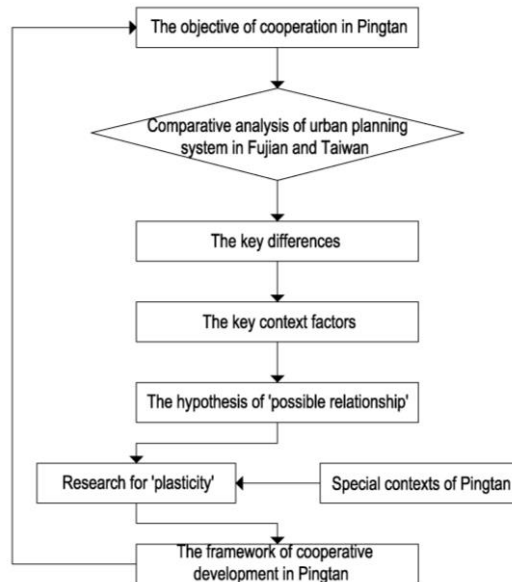 The objective of cooperation in Pingtan
Comparative analysis of urban planning
system in Fujian and Taiwan
The key differences
The key context factors
The hypothesis of 'possible relationship'
Research for 'plasticity'
Special contexts of Pingtan
The framework of cooperative
development in Pingtan